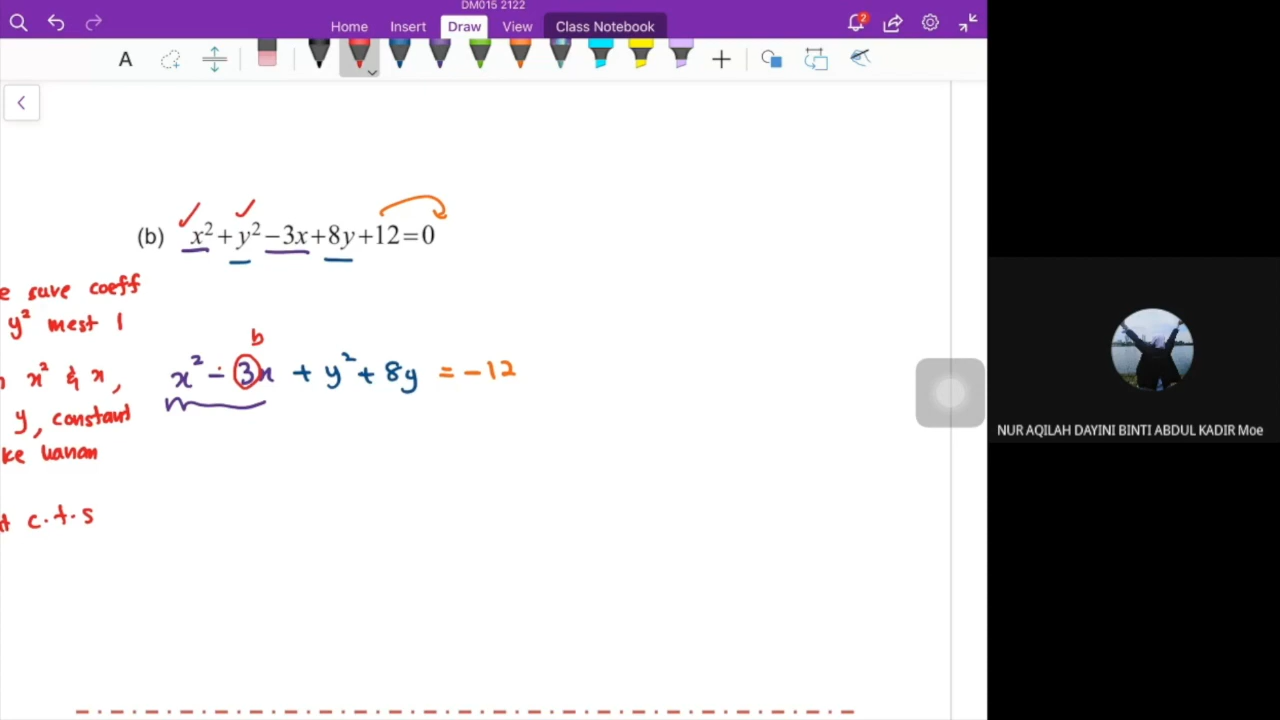 DM015 2122
Home Insert Draw View Class Notebook
2
A
(b) x² + y² −3x+8y+12=0
e sure coeff
y² mest 1
b
x² − 3x + y² + 8y = −12
x² & x,
y, constant
ke kanan
c.t.s
NUR AQILAH DAYINI BINTI ABDUL KADIR Moe